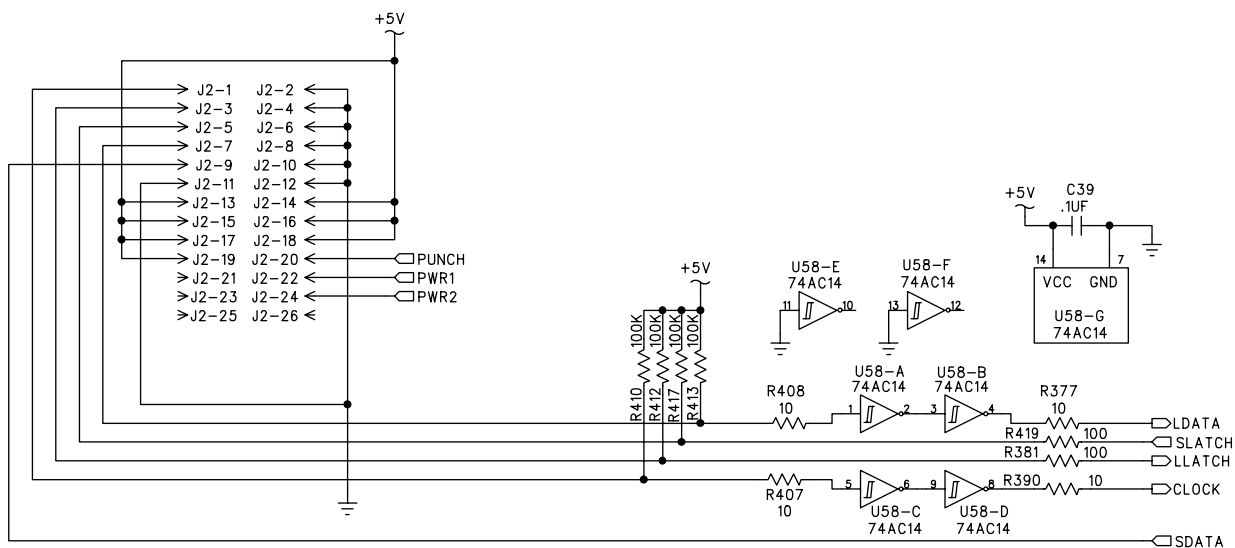 +5V
J2-1 J2-2
J2-3 J2-4
J2-5 J2-6
J2-7 J2-8
J2-9 J2-10
J2-11 J2-12
J2-13 J2-14
J2-15 J2-16
J2-17 J2-18
J2-19 J2-20 PUNCH
J2-21 J2-22 PWR1
J2-23 J2-24 PWR2
J2-25 J2-26
+5V
R410 100K
R412 100K
R417 100K
R413 100K
U58-E
74AC14
11 10
U58-F
74AC14
13 12
+5V
C39
.1UF
14 7
VCC GND
U58-G
74AC14
R408
10
U58-A
74AC14
1 2
U58-B
74AC14
3 4
R377
10
LDATA
R419 100 SLATCH
R381 100 LLATCH
R407
10
5 6
U58-C
74AC14
9 8
U58-D
74AC14
R390 10 CLOCK
SDATA